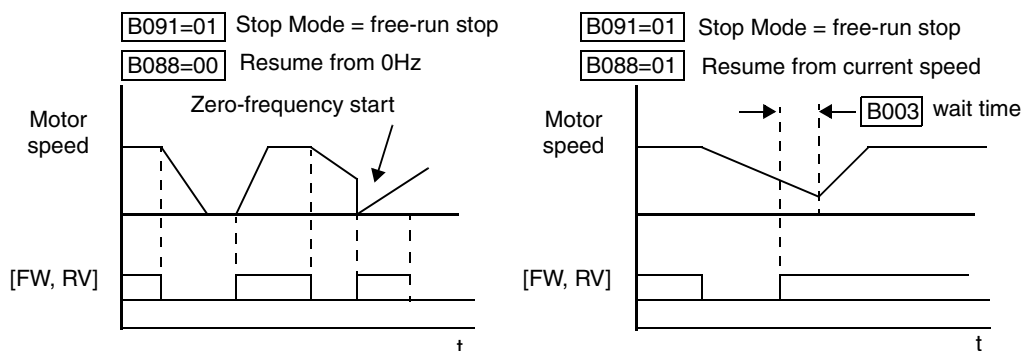 B091=01 Stop Mode = free-run stop
B088=00 Resume from 0Hz
Zero-frequency start
Motor
speed
[FW, RV]
t
B091=01 Stop Mode = free-run stop
B088=01 Resume from current speed
B003 wait time
Motor
speed
[FW, RV]
t